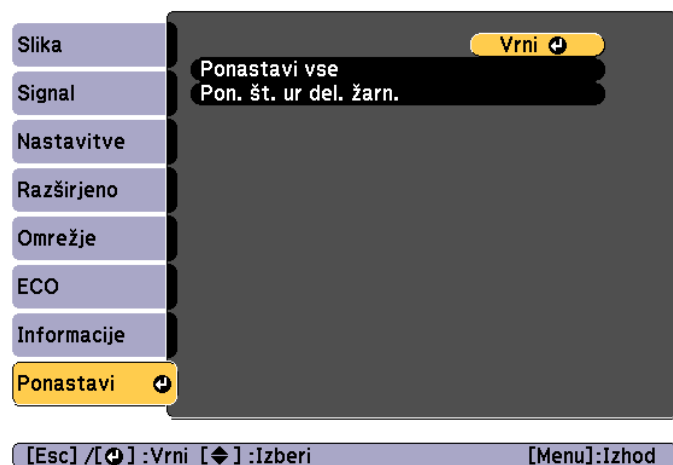 Slika
Signal
Nastavitve
Razširjeno
Omrežje
ECO
Informacije
Ponastavi
Vrni
Ponastavi vse
Pon. št. ur del. žarn.
[Esc] /[⏎] :Vrni [◆] :Izberi [Menu]:Izhod